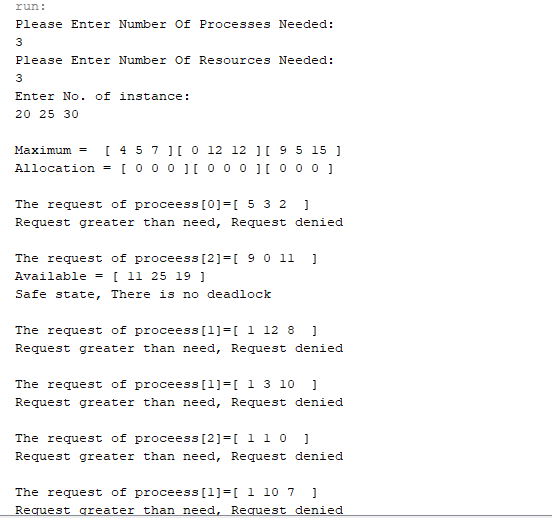 run:
Please Enter Number Of Processes Needed:
3
Please Enter Number Of Resources Needed:
3
Enter No. of instance:
20 25 30
Maximum =  [ 4 5 7 ][ 0 12 12 ][ 9 5 15 ]
Allocation = [ 0 0 0 ][ 0 0 0 ][ 0 0 0 ]
The request of proceess[0]=[ 5 3 2  ]
Request greater than need, Request denied
The request of proceess[2]=[ 9 0 11  ]
Available = [ 11 25 19 ]
Safe state, There is no deadlock
The request of proceess[1]=[ 1 12 8  ]
Request greater than need, Request denied
The request of proceess[1]=[ 1 3 10  ]
Request greater than need, Request denied
The request of proceess[2]=[ 1 1 0  ]
Request greater than need, Request denied
The request of proceess[1]=[ 1 10 7  ]
Request greater than need, Request denied